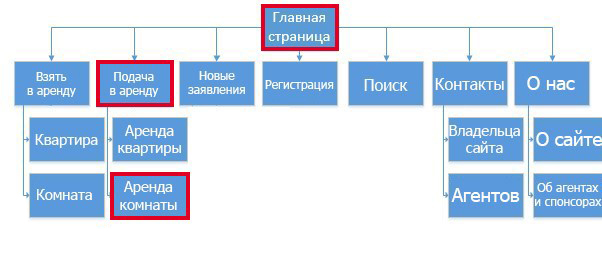 Главная
страница
Взять
в аренду
Подача
в аренду
Новые
заявления
Регистрация
Поиск
Контакты
О нас
Квартира
Аренда
квартиры
Владельца
сайта
О сайте
Комната
Аренда
комнаты
Агентов
Об агентах
и спонсорах